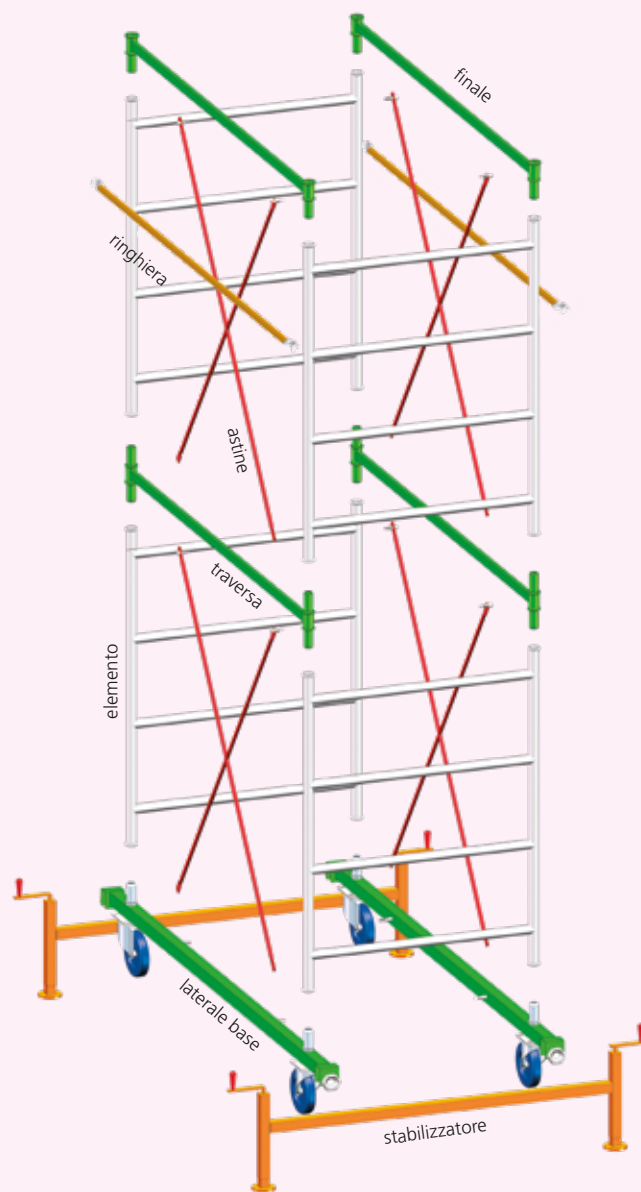 finale
ringhiera
astine
traversa
elemento
laterale base
stabilizzatore